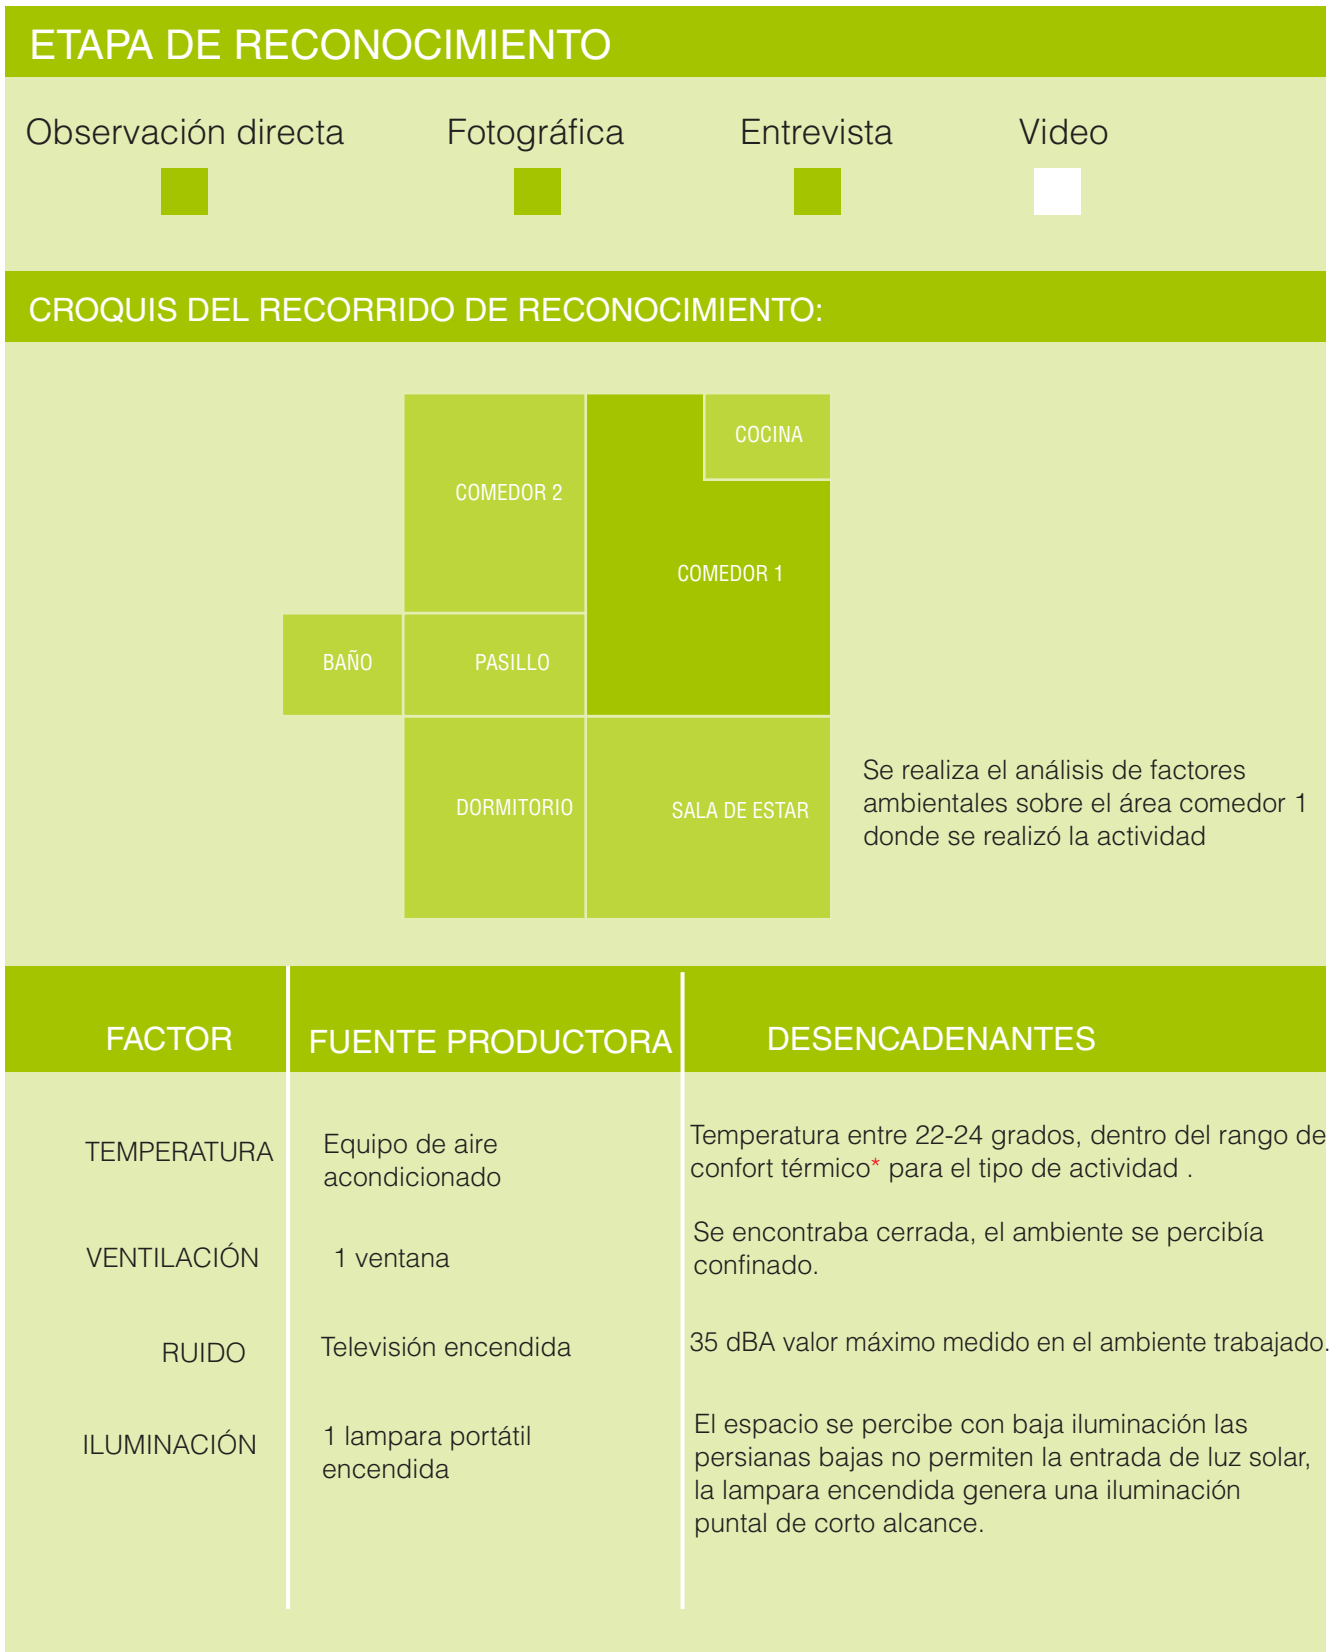 ETAPA DE RECONOCIMIENTO
Observación directa
Fotográfica
Entrevista
Video
CROQUIS DEL RECORRIDO DE RECONOCIMIENTO:
COCINA
COMEDOR 2
COMEDOR 1
BAÑO
PASILLO
DORMITORIO
SALA DE ESTAR
Se realiza el análisis de factores
ambientales sobre el área comedor 1
donde se realizó la actividad
FACTOR
FUENTE PRODUCTORA
DESENCADENANTES
TEMPERATURA
Equipo de aire
acondicionado
Temperatura entre 22-24 grados, dentro del rango de
confort térmico* para el tipo de actividad .
VENTILACIÓN
1 ventana
Se encontraba cerrada, el ambiente se percibía
confinado.
RUIDO
Televisión encendida
35 dBA valor máximo medido en el ambiente trabajado.
ILUMINACIÓN
1 lampara portátil
encendida
El espacio se percibe con baja iluminación las
persianas bajas no permiten la entrada de luz solar,
la lampara encendida genera una iluminación
puntal de corto alcance.